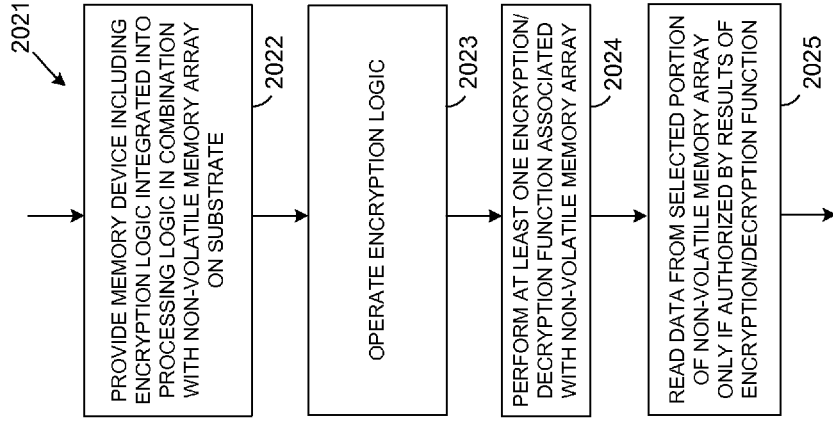 2021
PROVIDE MEMORY DEVICE INCLUDING
ENCRYPTION LOGIC INTEGRATED INTO
PROCESSING LOGIC IN COMBINATION
WITH NON-VOLATILE MEMORY ARRAY
ON SUBSTRATE
2022
OPERATE ENCRYPTION LOGIC
2023
PERFORM AT LEAST ONE ENCRYPTION/
DECRYPTION FUNCTION ASSOCIATED
WITH NON-VOLATILE MEMORY ARRAY
2024
READ DATA FROM SELECTED PORTION
OF NON-VOLATILE MEMORY ARRAY
ONLY IF AUTHORIZED BY RESULTS OF
ENCRYPTION/DECRYPTION FUNCTION
2025